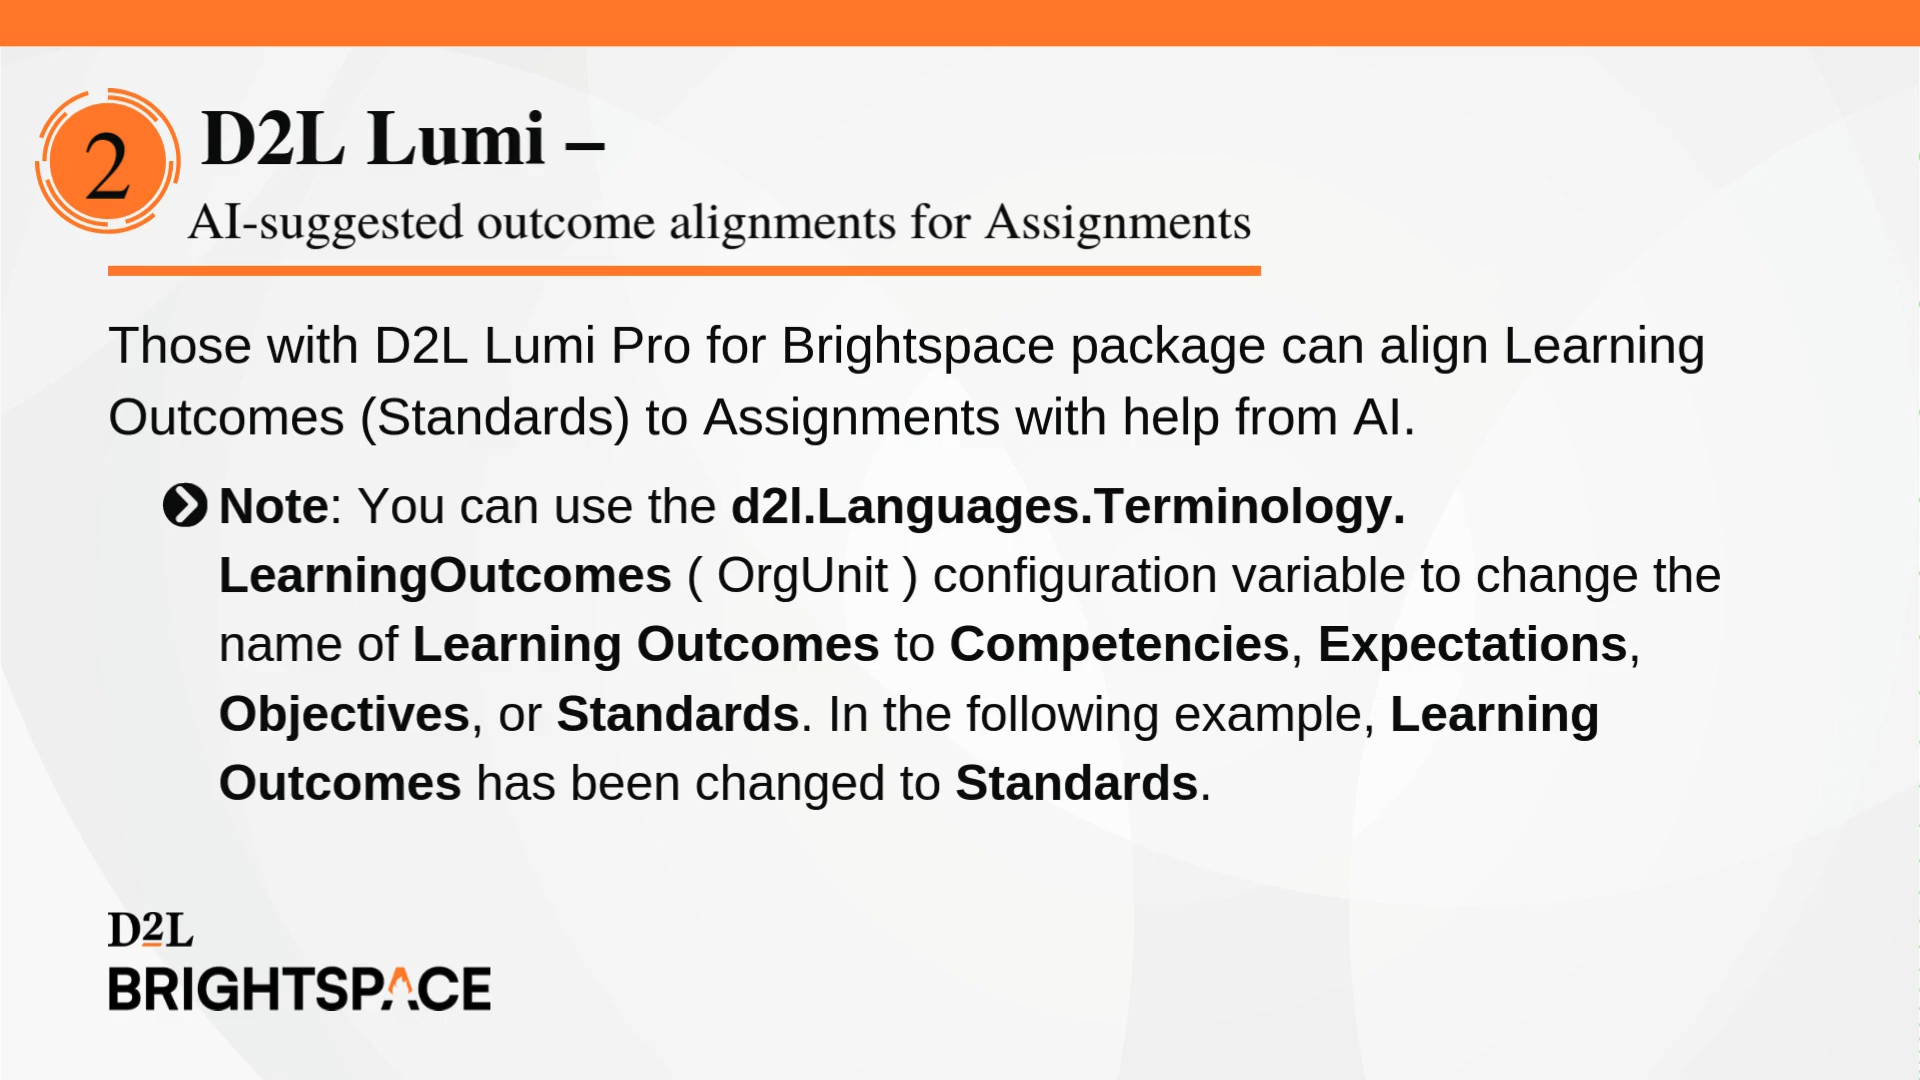 2
D2L Lumi –
AI-suggested outcome alignments for Assignments
Those with D2L Lumi Pro for Brightspace package can align Learning
Outcomes (Standards) to Assignments with help from AI.
Note: You can use the d2l.Languages.Terminology.
LearningOutcomes ( OrgUnit ) configuration variable to change the
name of Learning Outcomes to Competencies, Expectations,
Objectives, or Standards. In the following example, Learning
Outcomes has been changed to Standards.
D2L
BRIGHTSPACE